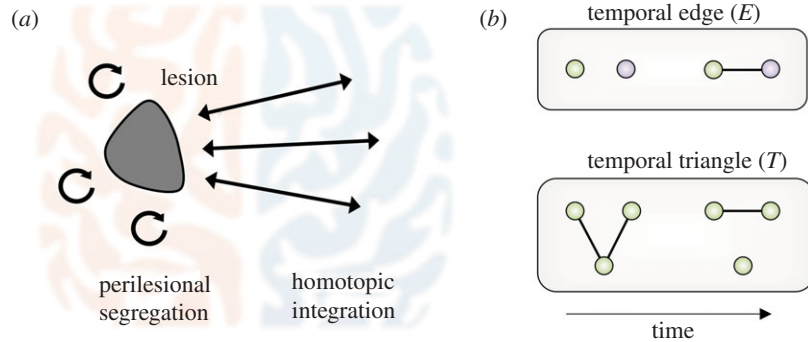 (a)
lesion
perilesional
segregation
homotopic
integration
(b)
temporal edge (E)
temporal triangle (T)
time